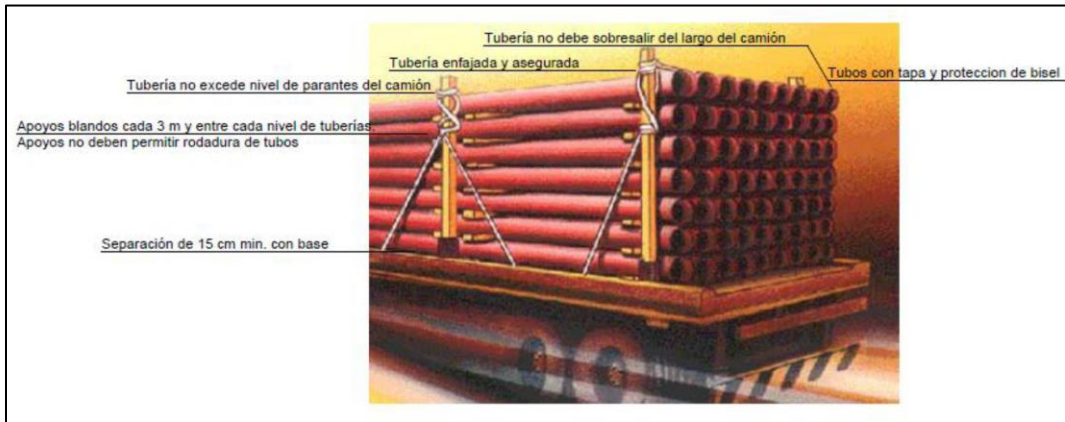 Tubería no debe sobresalir del largo del camión
Tubería enfajada y asegurada
Tubos con tapa y proteccion de bisel
Tubería no excede nivel de parantes del camión
Apoyos blandos cada 3 m y entre cada nivel de tuberías.
Apoyos no deben permitir rodadura de tubos
Separación de 15 cm min. con base